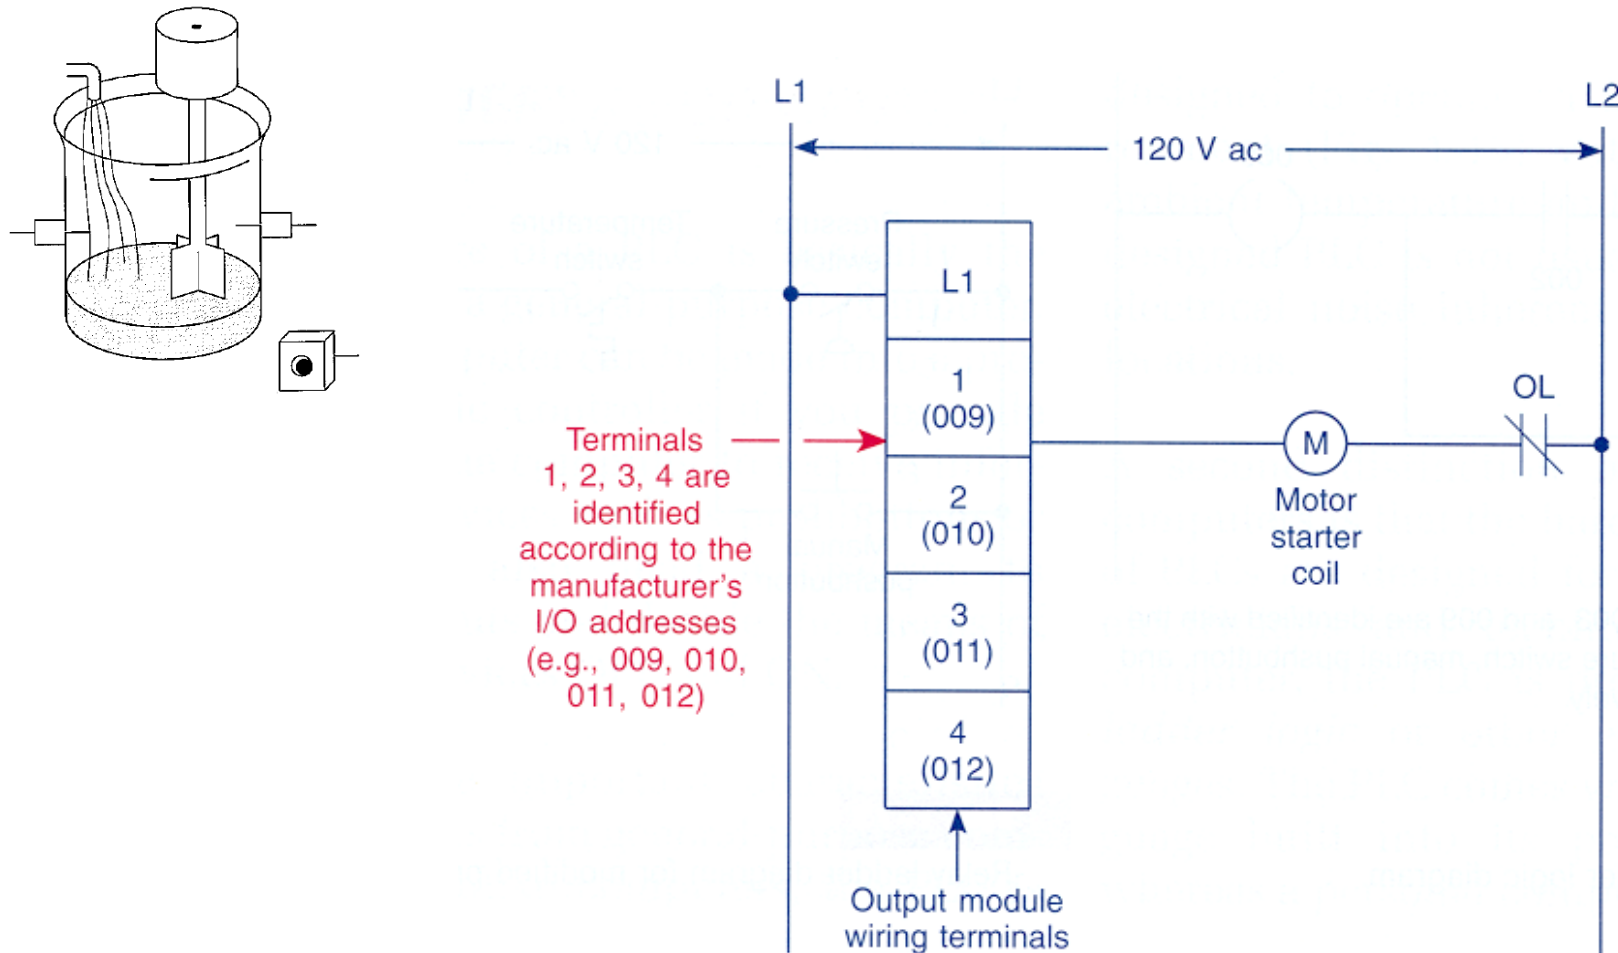 L1
L2
120 V ac
L1
1
(009)
OL
Terminals
1, 2, 3, 4 are
identified
according to the
manufacturer's
I/O addresses
(e.g., 009, 010,
011, 012)
M
2
(010)
Motor
starter
coil
3
(011)
4
(012)
Output module
wiring terminals